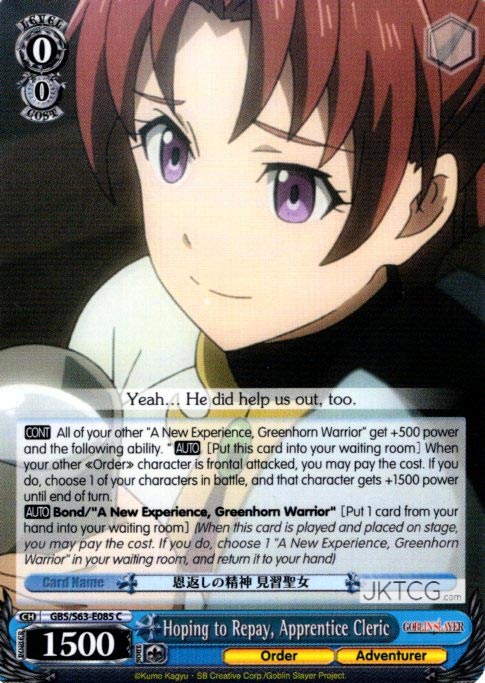 LEVEL
0
0
COST
Yeah... He did help us out, too.
CONT All of your other "A New Experience, Greenhorn Warrior" get +500 power
and the following ability. " AUTO [Put this card into your waiting room] When
your other «Order» character is frontal attacked, you may pay the cost. If you
do, choose 1 of your characters in battle, and that character gets +1500 power
until end of turn.
AUTO Bond/"A New Experience, Greenhorn Warrior" [Put 1 card from your
hand into your waiting room] (When this card is played and placed on stage,
you may pay the cost. If you do, choose 1 "A New Experience, Greenhorn
Warrior" in your waiting room, and return it to your hand)
Card Name 恩返しの精神 見習聖女
JKTCG.com
CH GBS/S63-E085 C
POWER 1500 SOUL Hoping to Repay, Apprentice Cleric GOBLIN SLAYER
Order Adventurer
©Kumo Kagyu - SB Creative Corp./Goblin Slayer Project.